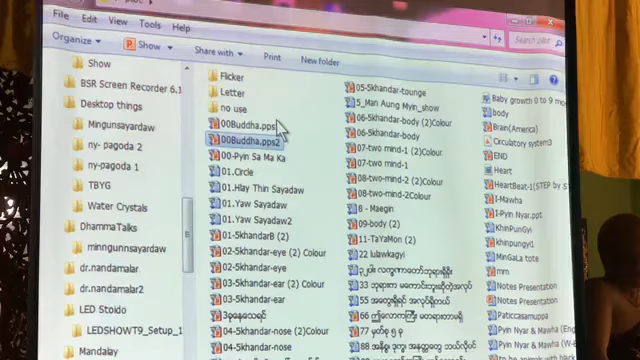 File Edit View Tools Help
Organize Show Share with Print New folder
Search pilot
Show
BSR Screen Recorder 6.1
Desktop things
Mingunsayardaw
ny- pagoda 1
ny- pagoda 2
TBYG
Water Crystals
DhammaTalks
minngunnsayardaw
dr.nandamalar
dr.nandamalar2
LED Stoido
LEDSHOWT9_Setup_1
Mandalay
Flicker
Letter
no use
00Buddha.pps
00Buddha.pps2
00-Pyin Sa Ma Ka
01.Circle
01.Hlay Thin Sayadaw
01.Yaw Sayadaw
01.Yaw Sayadaw2
01-5khandarB (2)
02-5khandar-eye (2) Colour
02-5khandar-eye
03-5khandar-ear (2) Colour
03-5khandar-ear
04-5khandar-nose (2) Colour
04-5khandar-nose
05-5khandar-tounge
5_Man Aung Myin_show
06-5khandar-body (2)Colour
06-5khandar-body
07-two mind-1 (2)Colour
07-two mind-1
08-two-mind-2 (2)Colour
08-two-mind-2
8 - Maegin
09-body (2)
11-TaYaMon (2)
22 lulawkagyi
Baby growth 0 to 9 mo
body
Brain(America)
Circulatory system3
END
Heart
HeartBeat-1(STEP by S
I-Mawha
I-Pyin Nyar.ppt
KhinPunGyi
khinpungyi1
MinGaLa tote
mm
Notes Presentation
Notes Presentation
Paticcasamuppa
Pyin Nyar & Mawha (Eng
Pyin Nyar & Mawha